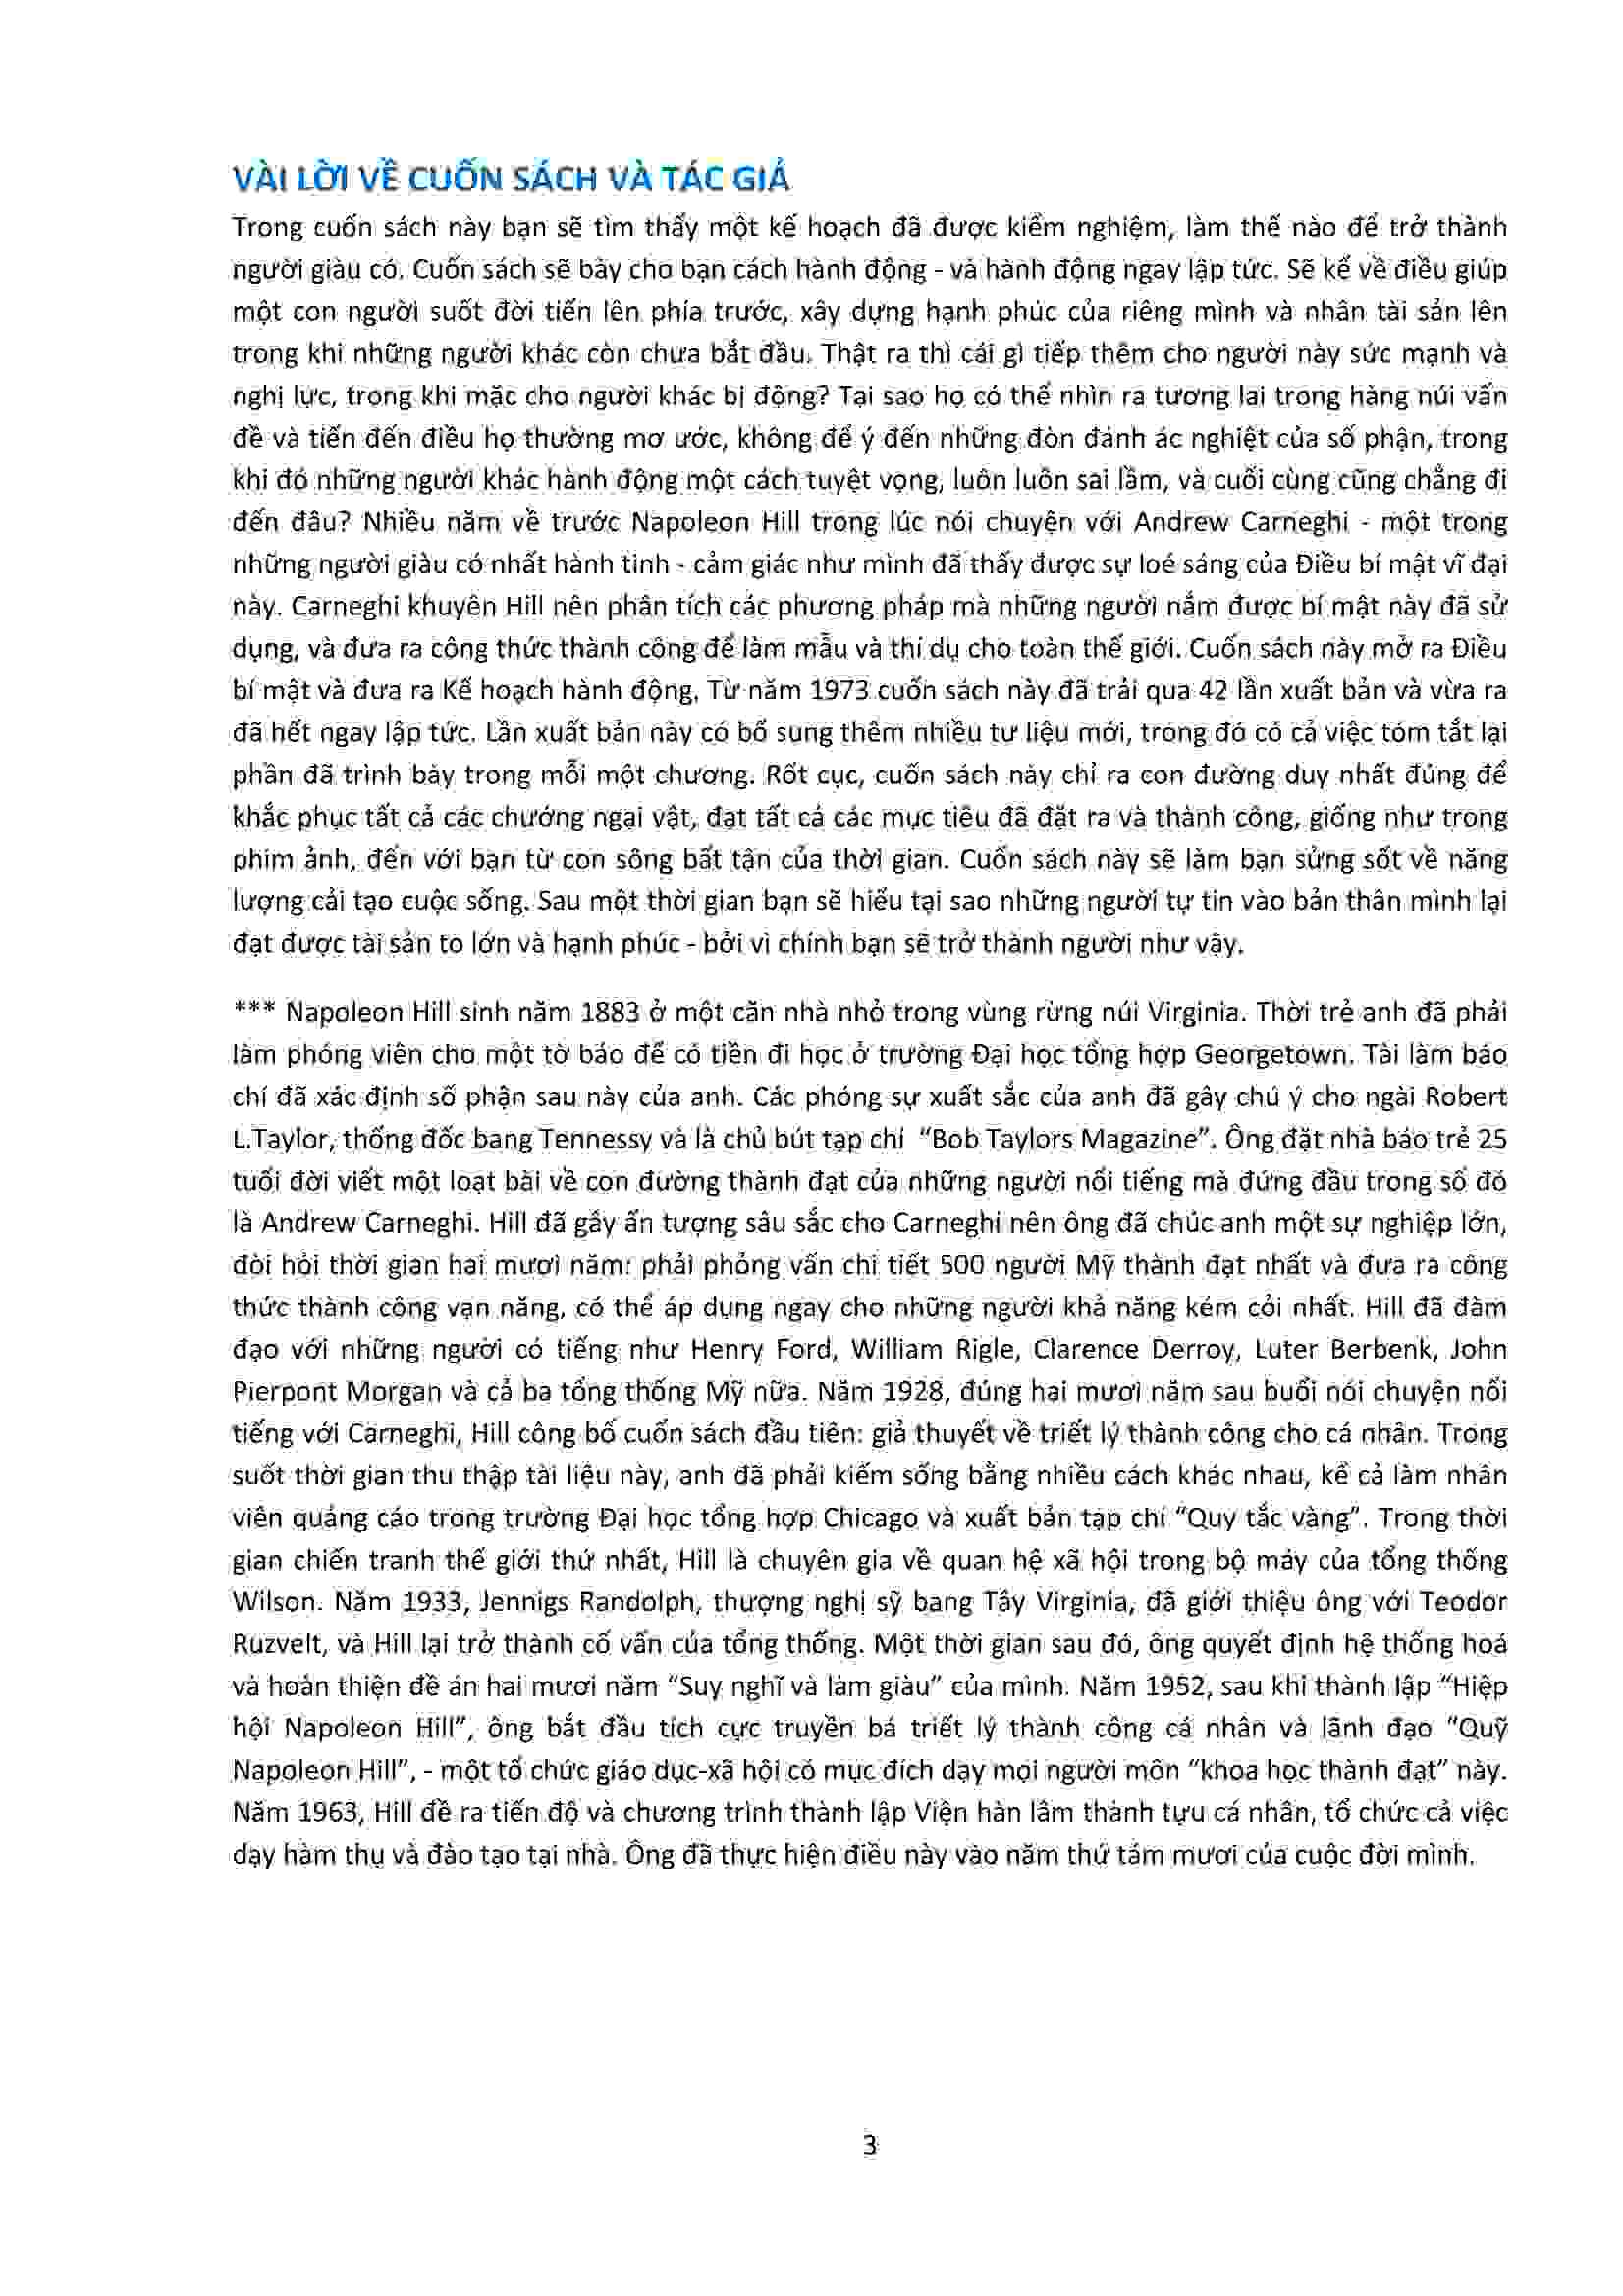 VÀI LỜI VỀ CUỐN SÁCH VÀ TÁC GIẢ
Trong cuốn sách này bạn sẽ tìm thấy một kế hoạch đã được kiểm nghiệm, làm thế nào để trở thành
người giàu có. Cuốn sách sẽ bày cho bạn cách hành động - và hành động ngay lập tức. Sẽ kể về điều giúp
một con người suốt đời tiến lên phía trước, xây dựng hạnh phúc của riêng mình và nhân tài sản lên
trong khi những người khác còn chưa bắt đầu. Thật ra thì cái gì tiếp thêm cho người này sức mạnh và
nghị lực, trong khi mặc cho người khác bị động? Tại sao họ có thể nhìn ra tương lai trong hàng núi vấn
đề và tiến đến điều họ thường mơ ước, không để ý đến những đòn đánh ác nghiệt của số phận, trong
khi đó những người khác hành động một cách tuyệt vọng, luôn luôn sai lầm, và cuối cùng cũng chẳng đi
đến đâu? Nhiều năm về trước Napoleon Hill trong lúc nói chuyện với Andrew Carneghi - một trong
những người giàu có nhất hành tinh - cảm giác như mình đã thấy được sự loé sáng của Điều bí mật vĩ đại
này. Carneghi khuyên Hill nên phân tích các phương pháp mà những người nắm được bí mật này đã sử
dụng, và đưa ra công thức thành công để làm mẫu và thí dụ cho toàn thế giới. Cuốn sách này mở ra Điều
bí mật và đưa ra Kế hoạch hành động, Từ năm 1973 cuốn sách này đã trải qua 42 lần xuất bản và vừa ra
đã hết ngay lập tức. Lần xuất bản này có bổ sung thêm nhiều tư liệu mới, trong đó có cả việc tóm tắt lại
phần đã trình bày trong mỗi một chương. Rốt cục, cuốn sách này chỉ ra con đường duy nhất đúng để
khắc phục tất cả các chướng ngại vật, đạt tất cả các mục tiêu đã đặt ra và thành công, giống như trong
phim ảnh, đến với bạn từ con sông bất tận của thời gian. Cuốn sách này sẽ làm bạn sửng sốt về năng
lượng cải tạo cuộc sống. Sau một thời gian bạn sẽ hiểu tại sao những người tự tin vào bản thân mình lại
đạt được tài sản to lớn và hạnh phúc - bởi vì chính bạn sẽ trở thành người như vậy.
*** Napoleon Hill sinh năm 1883 ở một căn nhà nhỏ trong vùng rừng núi Virginia. Thời trẻ anh đã phải
làm phóng viên cho một tờ báo để có tiền đi học ở trường Đại học tổng hợp Georgetown. Tài làm báo
chí đã xác định số phận sau này của anh. Các phóng sự xuất sắc của anh đã gây chú ý cho ngài Robert
L.Taylor, thống đốc bang Tennessy và là chủ bút tạp chí "Bob Taylors Magazine". Ông đặt nhà báo trẻ 25
tuổi đời viết một loạt bài về con đường thành đạt của những người nổi tiếng mà đứng đầu trong số đó
là Andrew Carneghi. Hill đã gây ấn tượng sâu sắc cho Carneghi nên ông đã chúc anh một sự nghiệp lớn,
đòi hỏi thời gian hai mươi năm: phải phỏng vấn chi tiết 500 người Mỹ thành đạt nhất và đưa ra công
thức thành công vạn năng, có thể áp dụng ngay cho những người khả năng kém cỏi nhất. Hill đã đàm
đạo với những người có tiếng như Henry Ford, William Rigle, Clarence Derroy, Luter Berbenk, John
Pierpont Morgan và cả ba tổng thống Mỹ nữa. Năm 1928, đúng hai mươi năm sau buổi nói chuyện nổi
tiếng với Carneghi, Hill công bố cuốn sách đầu tiên: giả thuyết về triết lý thành công cho cá nhân. Trong
suốt thời gian thu thập tài liệu này, anh đã phải kiếm sống bằng nhiều cách khác nhau, kể cả làm nhân
viên quảng cáo trong trường Đại học tổng hợp Chicago và xuất bản tạp chí "Quy tắc vàng". Trong thời
gian chiến tranh thế giới thứ nhất, Hill là chuyên gia về quan hệ xã hội trong bộ máy của tổng thống
Wilson. Năm 1933, Jennigs Randolph, thượng nghị sỹ bang Tây Virginia, đã giới thiệu ông với Teodor
Ruzvelt, và Hill lại trở thành cố vấn của tổng thống. Một thời gian sau đó, ông quyết định hệ thống hoá
và hoàn thiện đề án hai mươi năm "Suy nghĩ và làm giàu" của mình. Năm 1952, sau khi thành lập "Hiệp
hội Napoleon Hill", ông bắt đầu tích cực truyền bá triết lý thành công cá nhân và lãnh đạo "Quỹ
Napoleon Hill", - một tổ chức giáo dục-xã hội có mục đích dạy mọi người môn "khoa học thành đạt" này.
Năm 1963, Hill đề ra tiến độ và chương trình thành lập Viện hàn lâm thành tựu cá nhân, tổ chức cả việc
dạy hàm thụ và đào tạo tại nhà. Ông đã thực hiện điều này vào năm thứ tám mươi của cuộc đời mình.
3